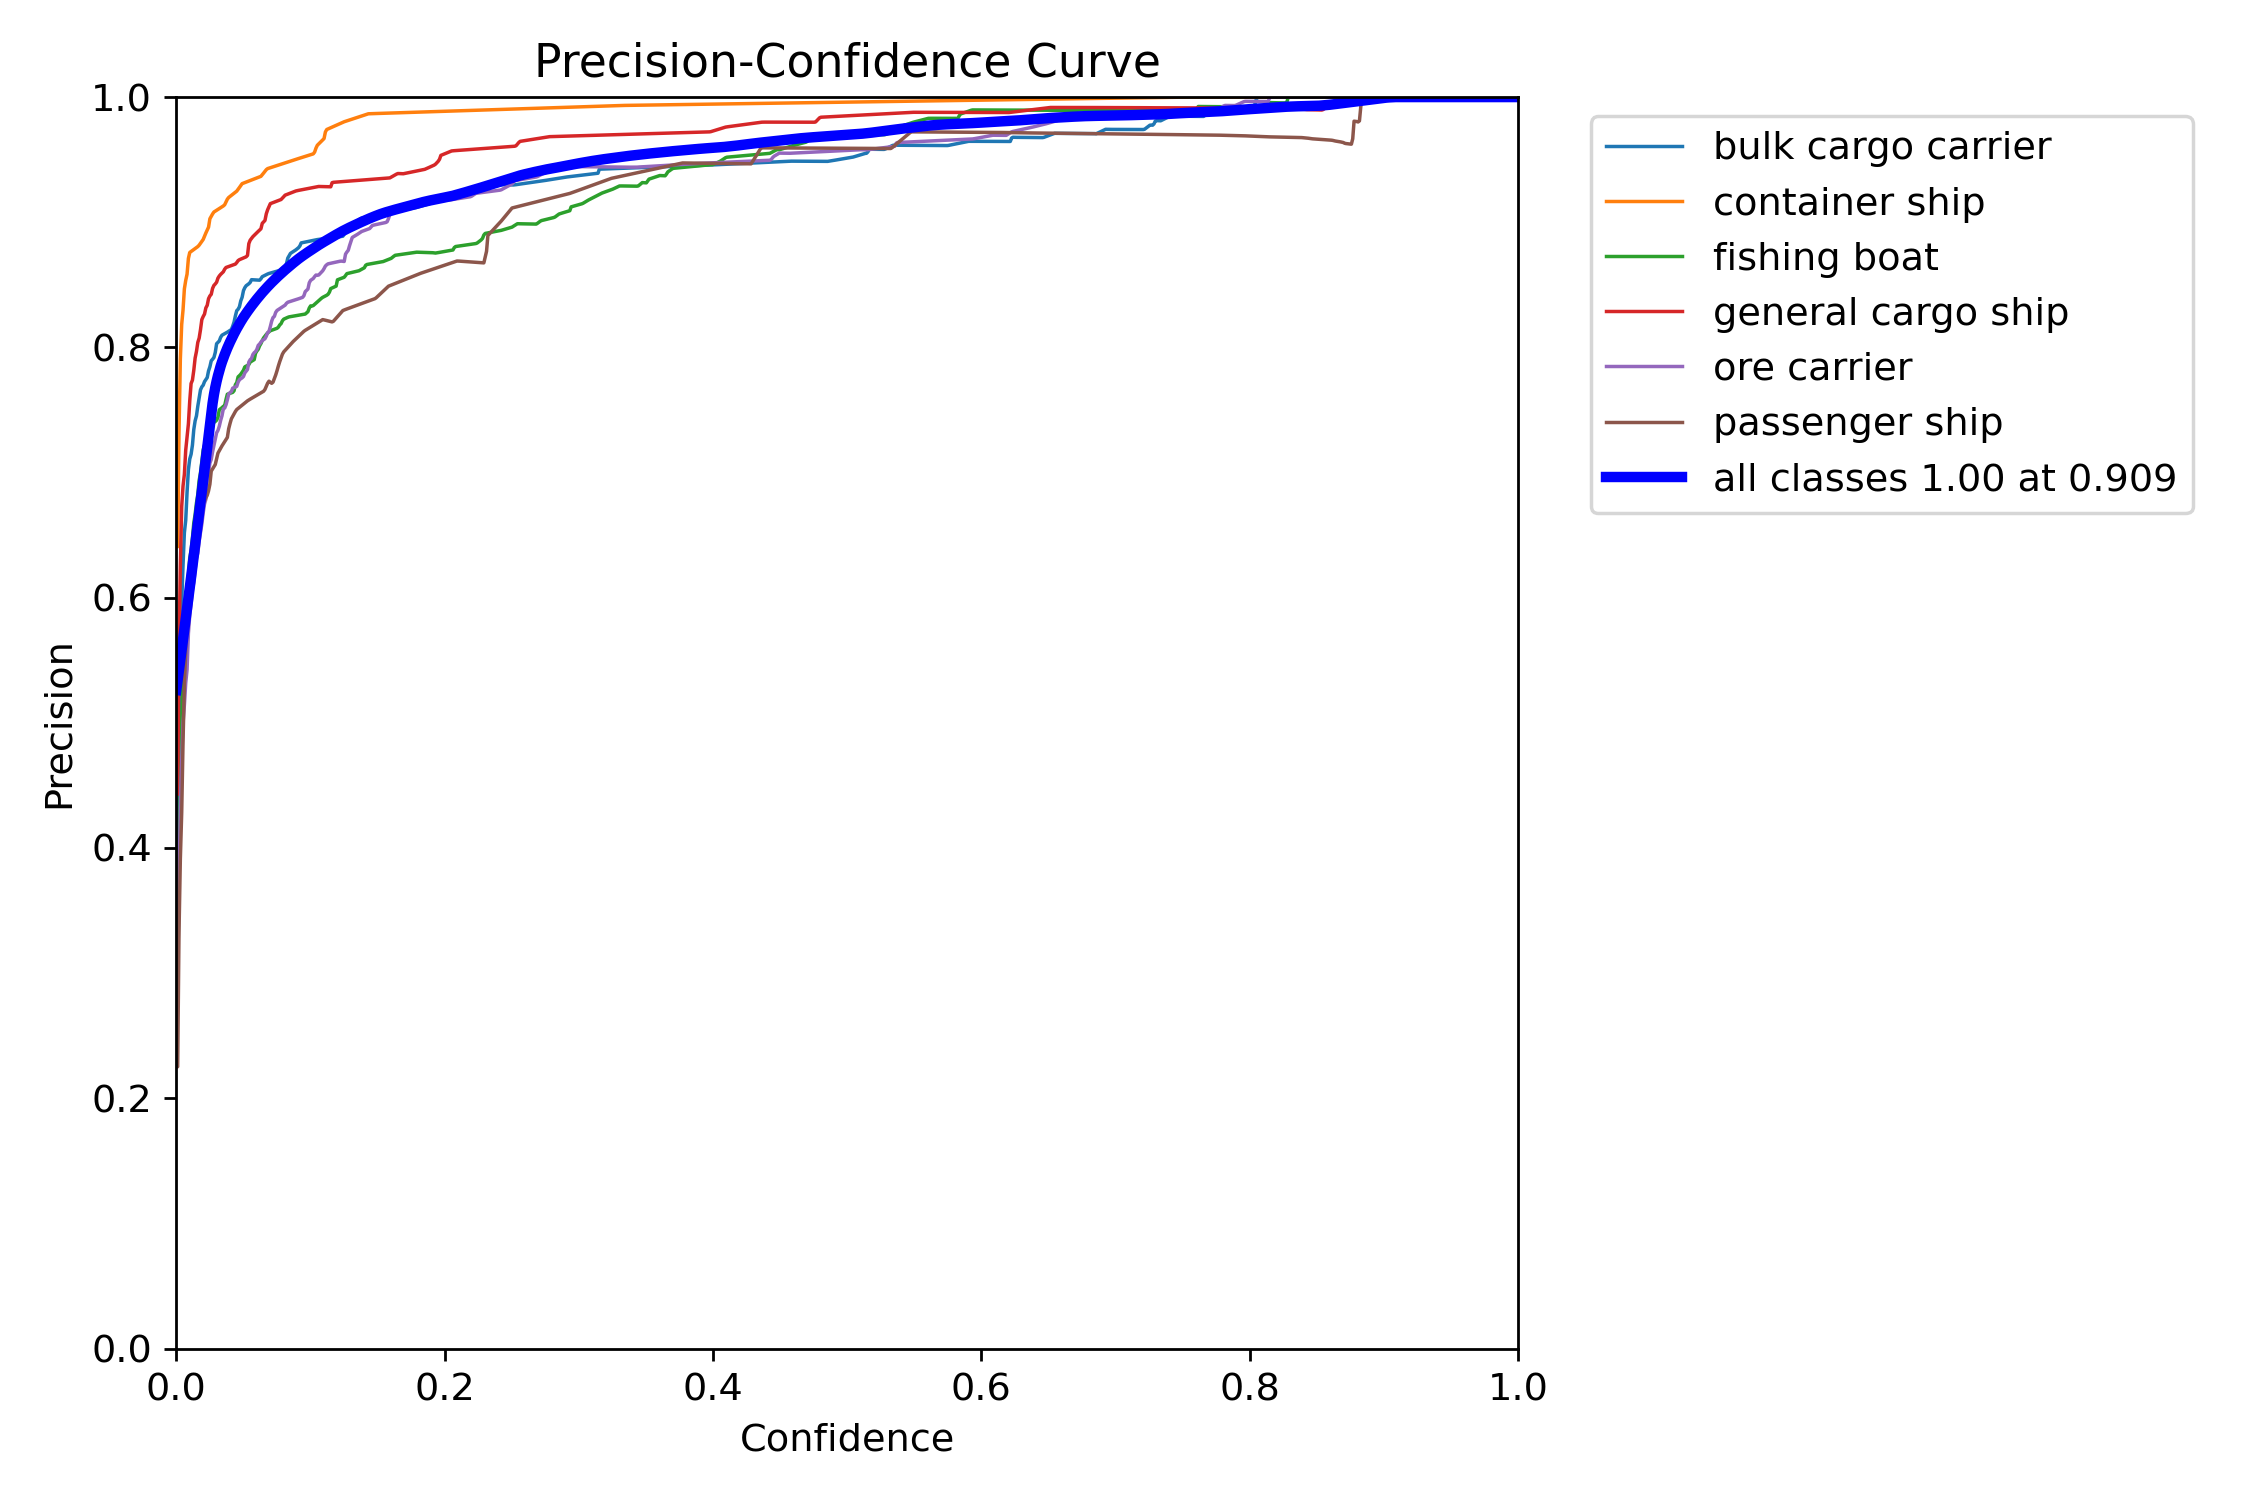 Precision-Confidence Curve
1.0
0.8
0.6
0.4
0.2
0.0
Precision
0.0 0.2 0.4 0.6 0.8 1.0
Confidence
bulk cargo carrier
container ship
fishing boat
general cargo ship
ore carrier
passenger ship
all classes 1.00 at 0.909